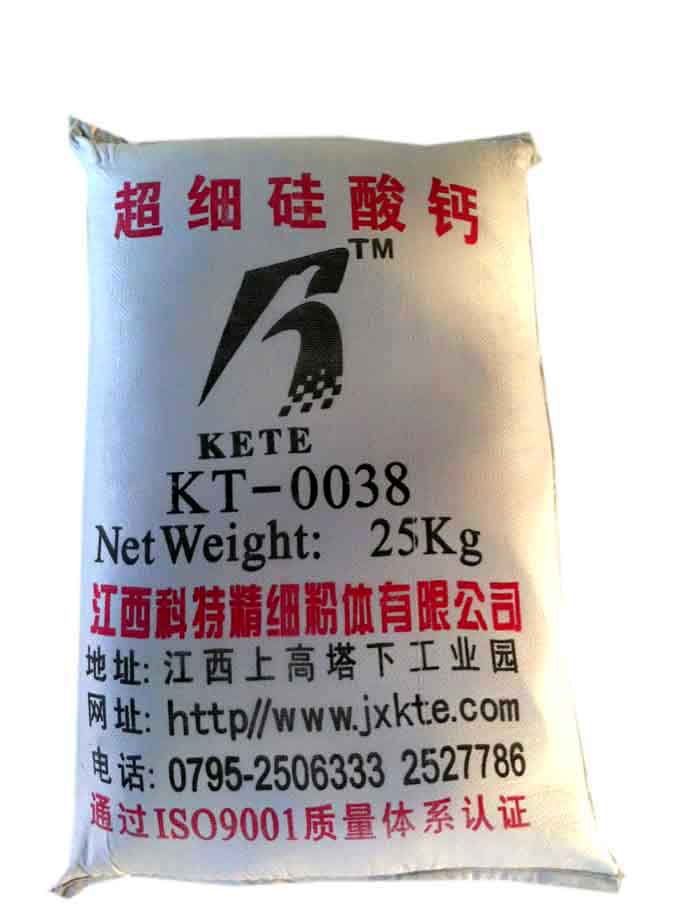 超细硅酸钙
TM
KETE
KT-0038
Net Weight: 25Kg
江西科特精细粉体有限公司
地址: 江西上高塔下工业园
网址: http//www.jxkte.com
电话: 0795-2506333 2527786
通过ISO9001质量体系认证